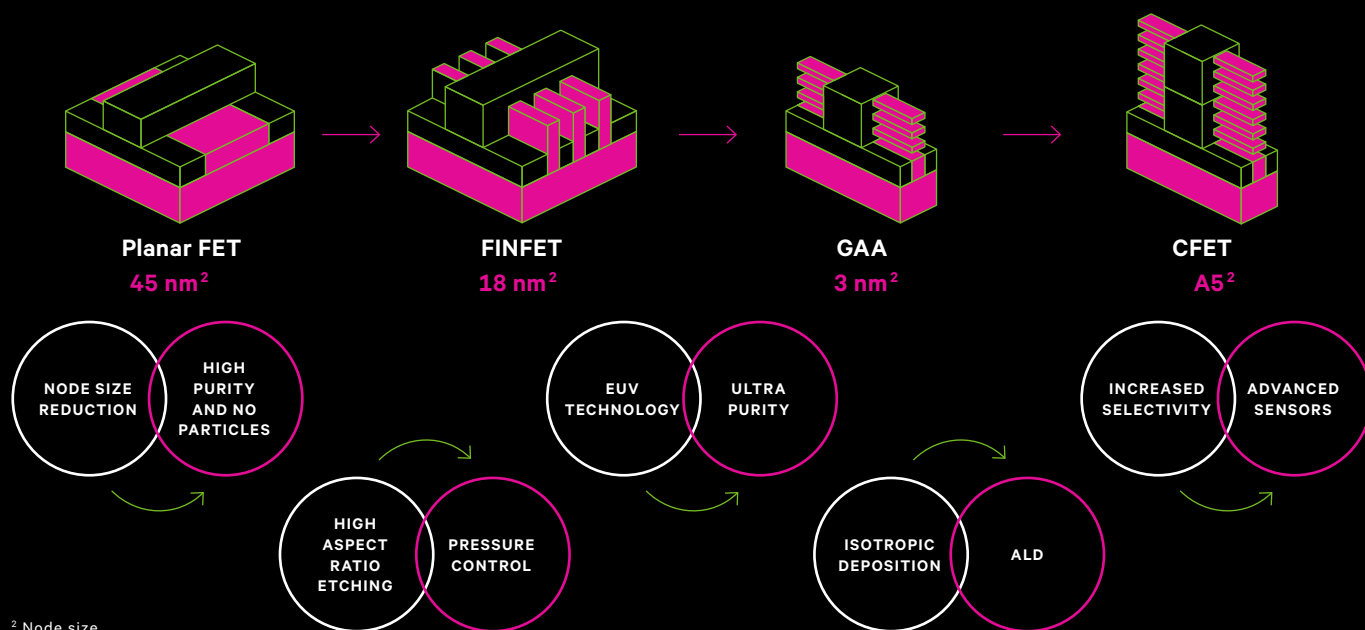 Planar FET
45 nm²
FINFET
18 nm²
GAA
3 nm²
CFET
A5²
NODE SIZE
REDUCTION
HIGH
PURITY
AND NO
PARTICLES
HIGH
ASPECT
RATIO
ETCHING
PRESSURE
CONTROL
EUV
TECHNOLOGY
ULTRA
PURITY
ISOTROPIC
DEPOSITION
ALD
INCREASED
SELECTIVITY
ADVANCED
SENSORS
² Node size